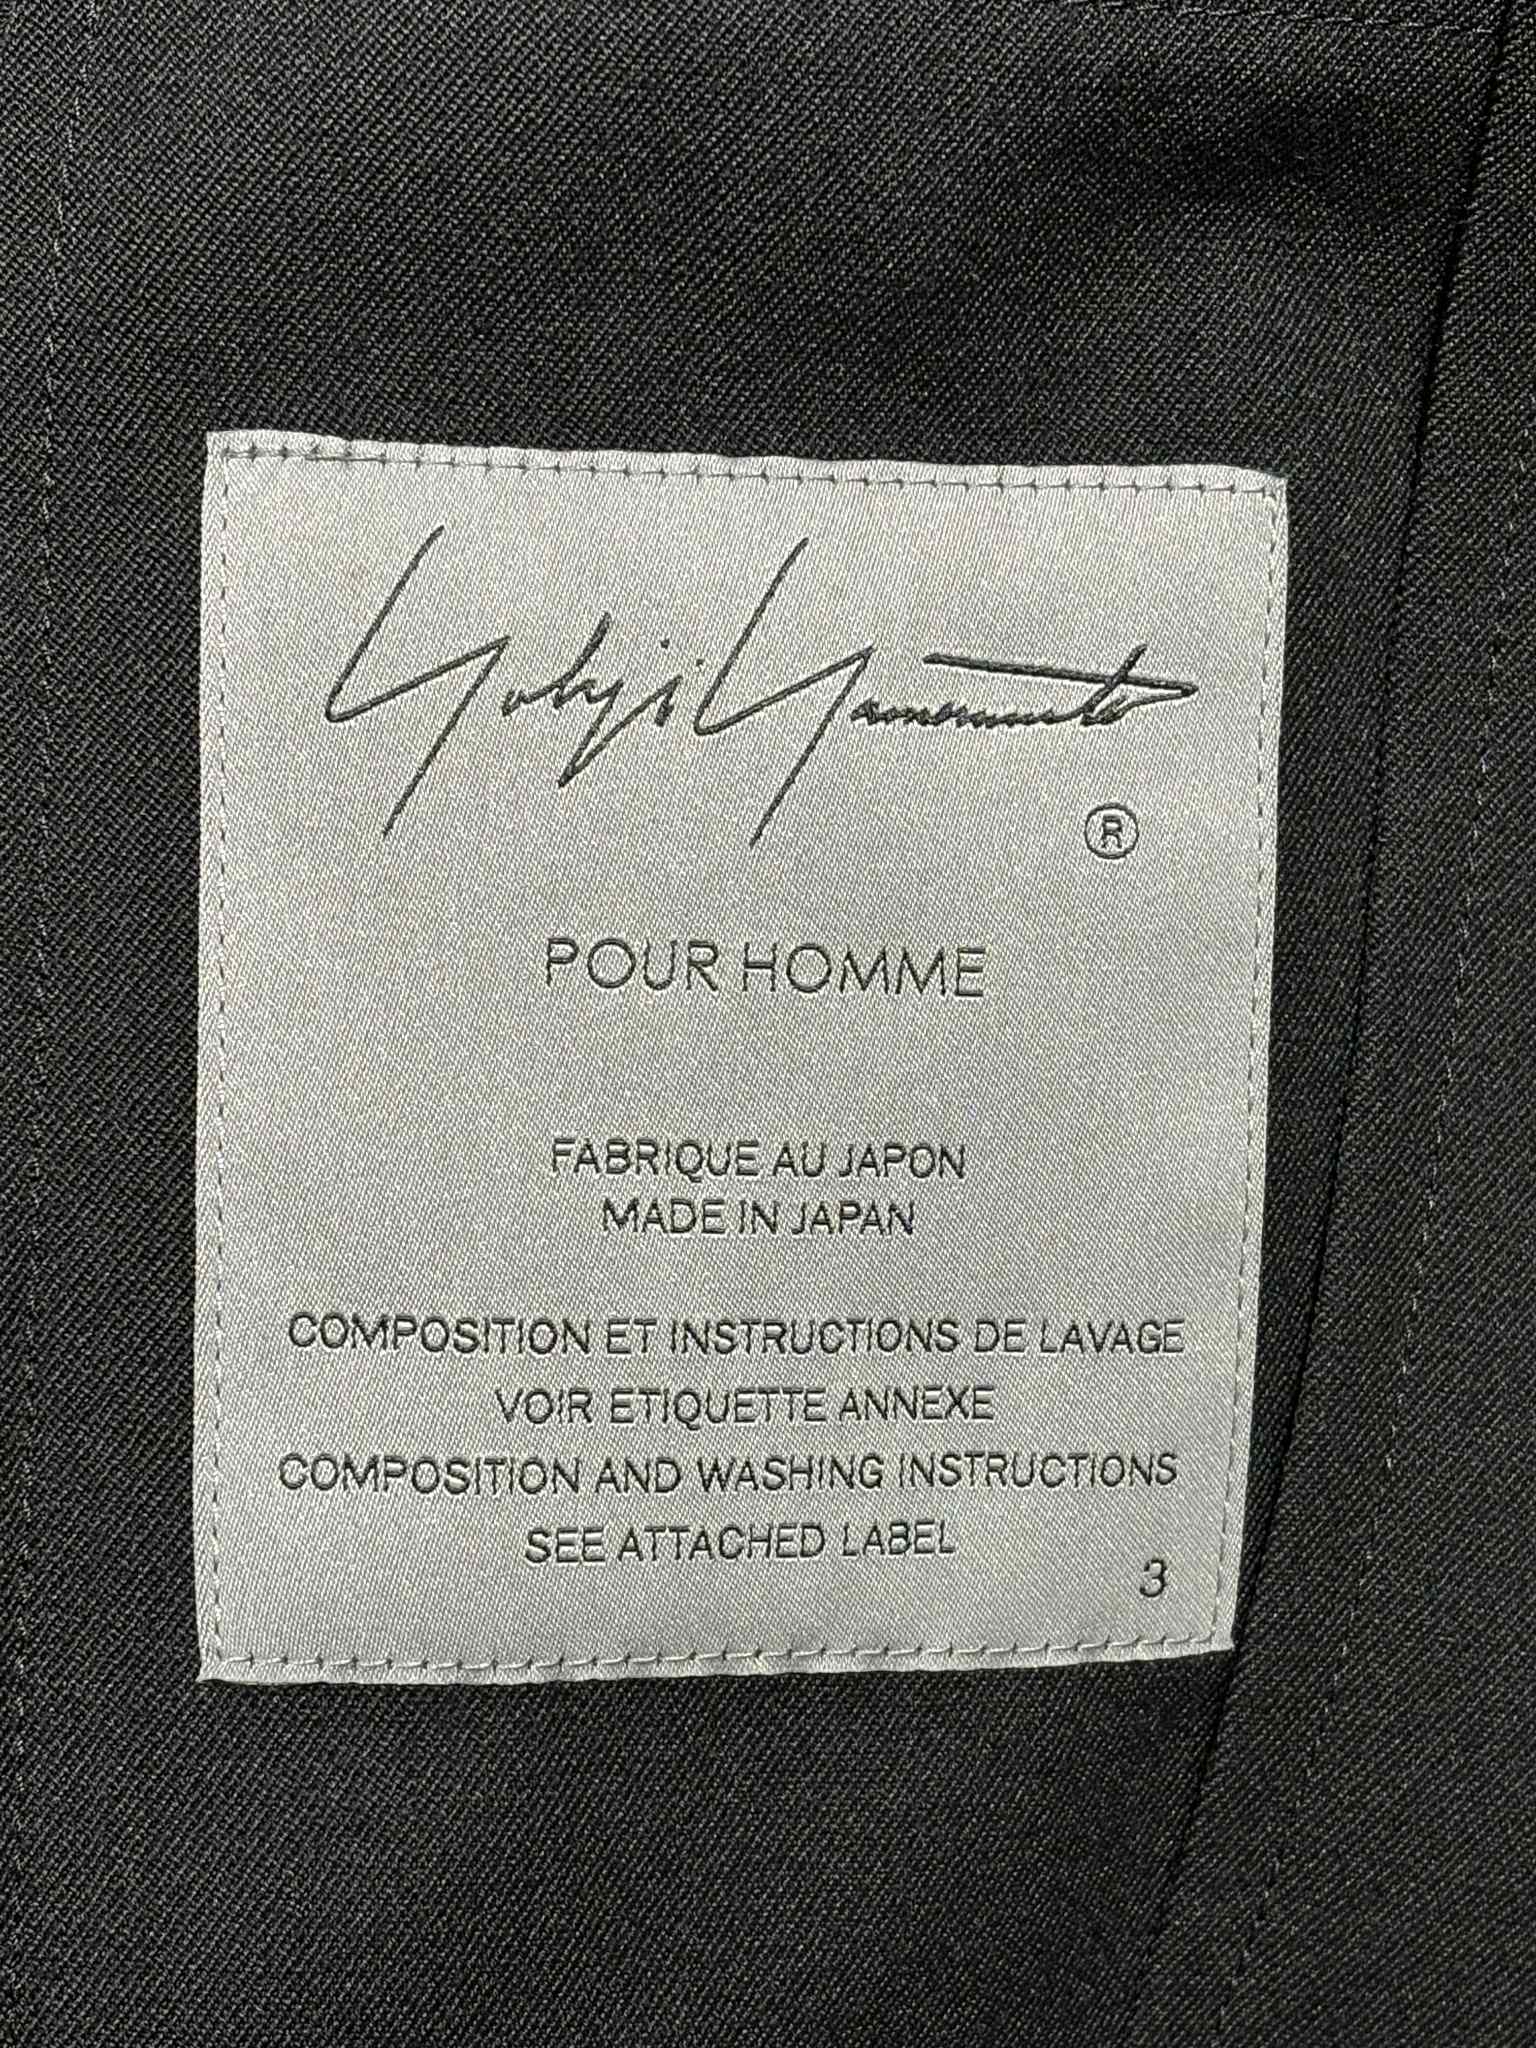 Yohji Yamamoto
®
POUR HOMME
FABRIQUE AU JAPON
MADE IN JAPAN
COMPOSITION ET INSTRUCTIONS DE LAVAGE
VOIR ETIQUETTE ANNEXE
COMPOSITION AND WASHING INSTRUCTIONS
SEE ATTACHED LABEL
3